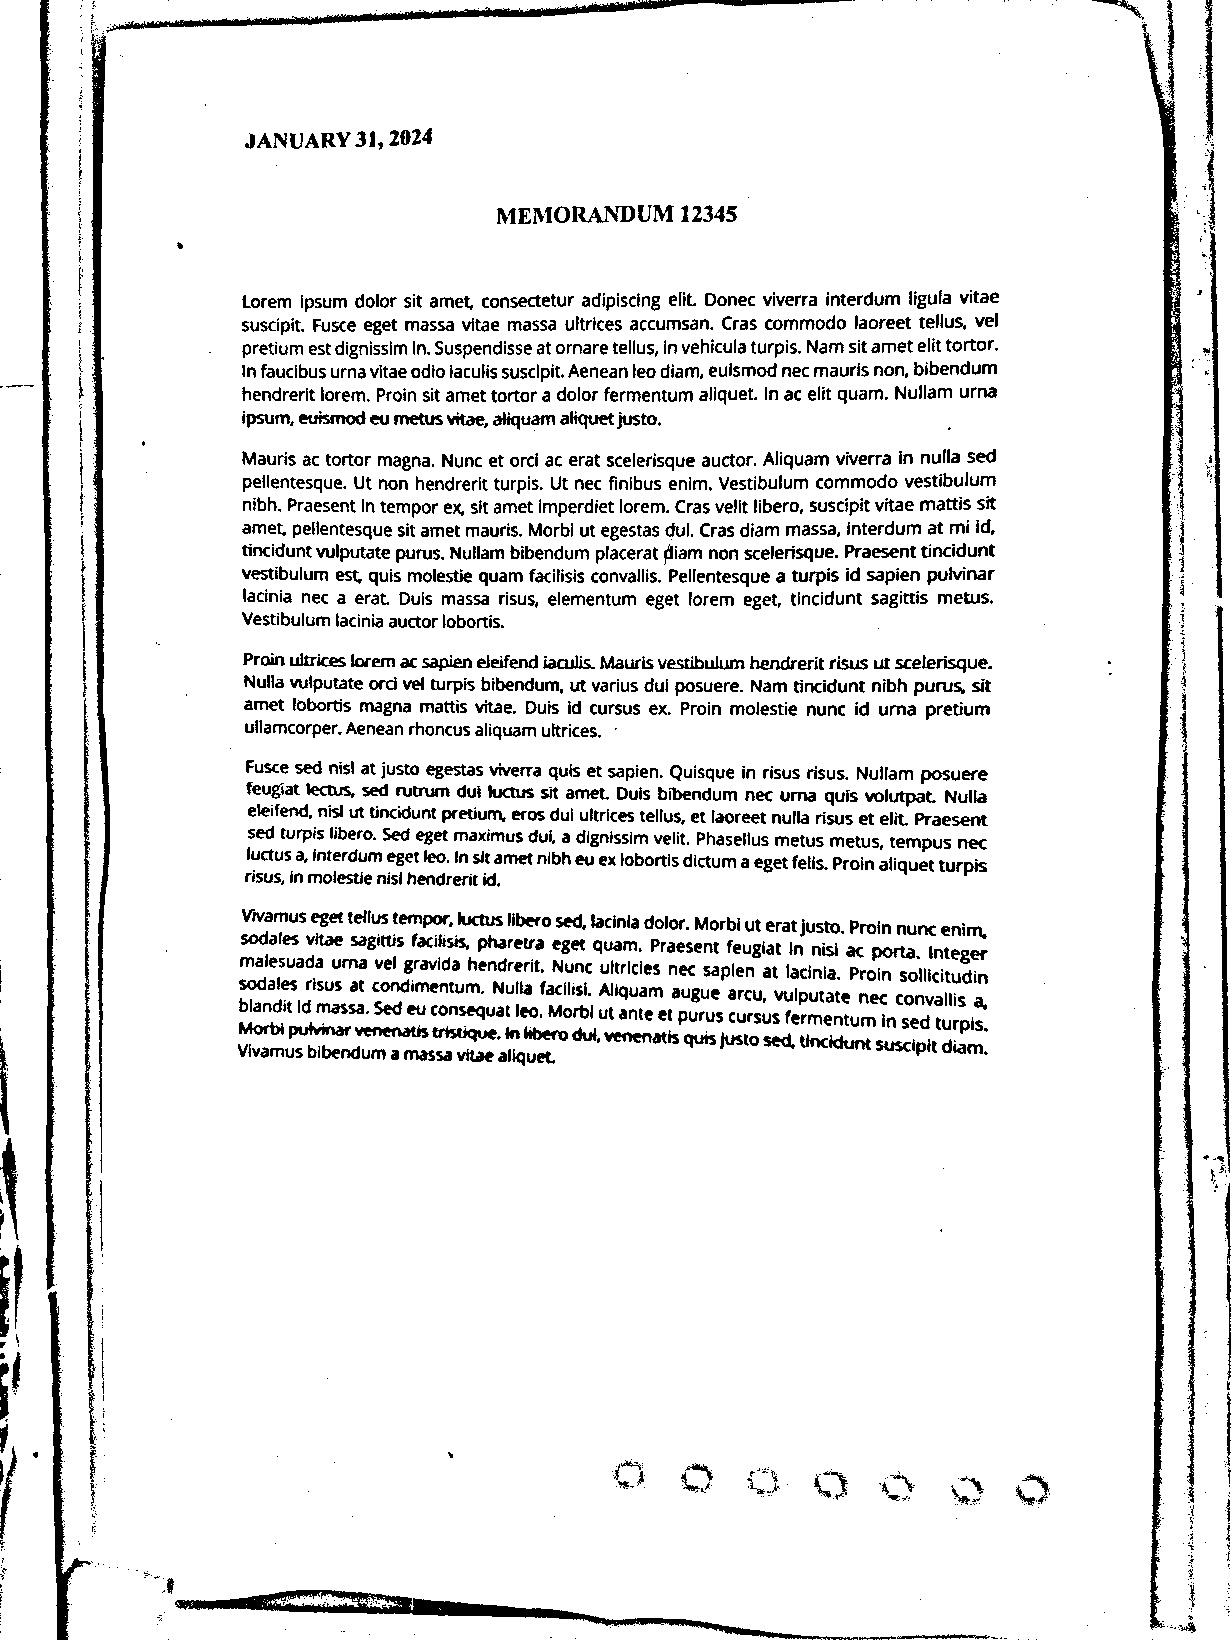 JANUARY 31, 2024
MEMORANDUM 12345
Lorem ipsum dolor sit amet, consectetur adipiscing elit. Donec viverra interdum ligula vitae
suscipit. Fusce eget massa vitae massa ultrices accumsan. Cras commodo laoreet tellus, vel
pretium est dignissim in. Suspendisse at ornare tellus, in vehicula turpis. Nam sit amet elit tortor.
In faucibus urna vitae odio iaculis suscipit. Aenean leo diam, euismod nec mauris non, bibendum
hendrerit lorem. Proin sit amet tortor a dolor fermentum aliquet. In ac elit quam. Nullam urna
ipsum, euismod eu metus vitae, aliquam aliquet justo.
Mauris ac tortor magna. Nunc et orci ac erat scelerisque auctor. Aliquam viverra in nulla sed
pellentesque. Ut non hendrerit turpis. Ut nec finibus enim. Vestibulum commodo vestibulum
nibh. Praesent in tempor ex, sit amet imperdiet lorem. Cras velit libero, suscipit vitae mattis sit
amet, pellentesque sit amet mauris. Morbi ut egestas dui. Cras diam massa, interdum at mi id,
tincidunt vulputate purus. Nullam bibendum placerat diam non scelerisque. Praesent tincidunt
vestibulum est, quis molestie quam facilisis convallis. Pellentesque a turpis id sapien pulvinar
lacinia nec a erat. Duis massa risus, elementum eget lorem eget, tincidunt sagittis metus.
Vestibulum lacinia auctor lobortis.
Proin ultrices lorem ac sapien eleifend iaculis. Mauris vestibulum hendrerit risus ut scelerisque.
Nulla vulputate orci vel turpis bibendum, ut varius dui posuere. Nam tincidunt nibh purus, sit
amet lobortis magna mattis vitae. Duis id cursus ex. Proin molestie nunc id urna pretium
ullamcorper. Aenean rhoncus aliquam ultrices.
Fusce sed nisl at justo egestas viverra quis et sapien. Quisque in risus risus. Nullam posuere
feugiat lectus, sed rutrum dui luctus sit amet. Duis bibendum nec urna quis volutpat. Nulla
eleifend, nisl ut tincidunt pretium, eros dui ultrices tellus, et laoreet nulla risus et elit. Praesent
sed turpis libero. Sed eget maximus dui, a dignissim velit. Phasellus metus metus, tempus nec
luctus a, interdum eget leo. In sit amet nibh eu ex lobortis dictum a eget felis. Proin aliquet turpis
risus, in molestie nisl hendrerit id.
Vivamus eget tellus tempor, luctus libero sed, lacinia dolor. Morbi ut erat justo. Proin nunc enim,
sodales vitae sagittis facilisis, pharetra eget quam. Praesent feugiat in nisi ac porta. Integer
malesuada urna vel gravida hendrerit. Nunc ultricies nec sapien at lacinia. Proin sollicitudin
sodales risus at condimentum. Nulla facilisi. Aliquam augue arcu, vulputate nec convallis a,
blandit id massa. Sed eu consequat leo. Morbi ut ante et purus cursus fermentum in sed turpis.
Morbi pulvinar venenatis tristique. In libero dui, venenatis quis justo sed, tincidunt suscipit diam.
Vivamus bibendum a massa vitae aliquet.